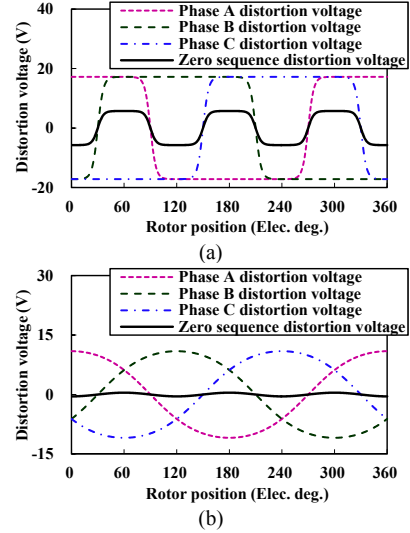 Phase A distortion voltage
Phase B distortion voltage
Phase C distortion voltage
Zero sequence distortion voltage
Distortion voltage (V)
40
20
0
-20
0 60 120 180 240 300 360
Rotor position (Elec. deg.)
(a)
Phase A distortion voltage
Phase B distortion voltage
Phase C distortion voltage
Zero sequence distortion voltage
Distortion voltage (V)
30
15
0
-15
0 60 120 180 240 300 360
Rotor position (Elec. deg.)
(b)